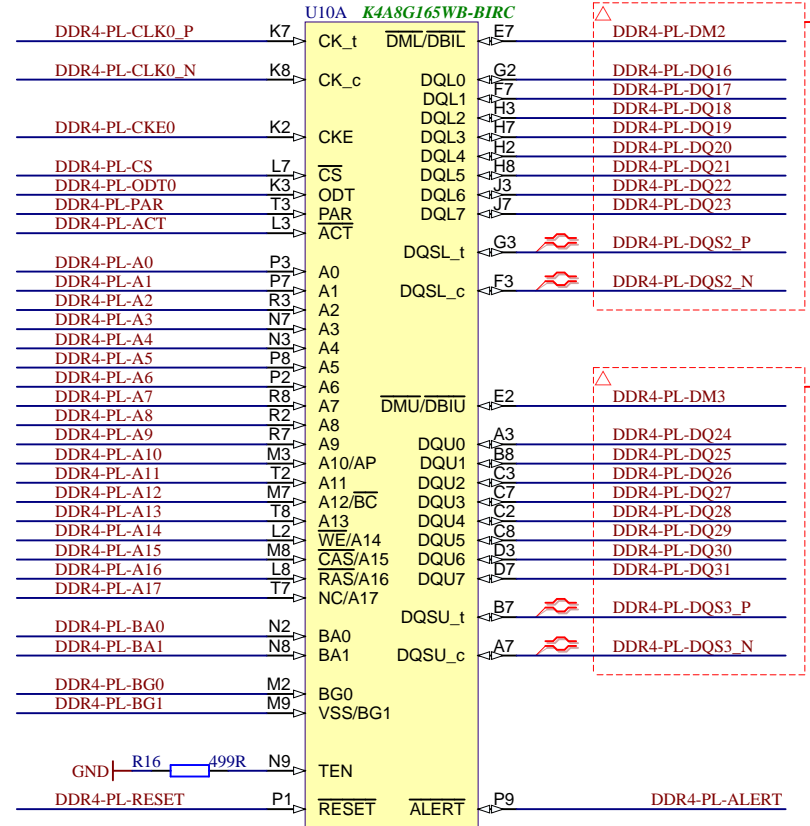 U10A K4A8G165WB-BIRC
DDR4-PL-CLK0_P K7 CK_t DML/DBIL E7 DDR4-PL-DM2
DDR4-PL-CLK0_N K8 CK_c DQL0 G2 DDR4-PL-DQ16
DQL1 F7 DDR4-PL-DQ17
DQL2 H3 DDR4-PL-DQ18
DDR4-PL-CKE0 K2 CKE DQL3 H7 DDR4-PL-DQ19
DQL4 H2 DDR4-PL-DQ20
DDR4-PL-CS L7 CS DQL5 H8 DDR4-PL-DQ21
DDR4-PL-ODT0 K3 ODT DQL6 J3 DDR4-PL-DQ22
DDR4-PL-PAR T3 PAR DQL7 J7 DDR4-PL-DQ23
DDR4-PL-ACT L3 ACT
DQSL_t G3 DDR4-PL-DQS2_P
DDR4-PL-A0 P3 A0
DDR4-PL-A1 P7 A1 DQSL_c F3 DDR4-PL-DQS2_N
DDR4-PL-A2 R3 A2
DDR4-PL-A3 N7 A3
DDR4-PL-A4 N3 A4
DDR4-PL-A5 P8 A5
DDR4-PL-A6 P2 A6
DDR4-PL-A7 R8 A7 DMU/DBIU E2 DDR4-PL-DM3
DDR4-PL-A8 R2 A8
DDR4-PL-A9 R7 A9 DQU0 A3 DDR4-PL-DQ24
DDR4-PL-A10 M3 A10/AP DQU1 B8 DDR4-PL-DQ25
DDR4-PL-A11 T2 A11 DQU2 C3 DDR4-PL-DQ26
DDR4-PL-A12 M7 A12/BC DQU3 C7 DDR4-PL-DQ27
DDR4-PL-A13 T8 A13 DQU4 C2 DDR4-PL-DQ28
DDR4-PL-A14 L2 WE/A14 DQU5 C8 DDR4-PL-DQ29
DDR4-PL-A15 M8 CAS/A15 DQU6 D3 DDR4-PL-DQ30
DDR4-PL-A16 L8 RAS/A16 DQU7 D7 DDR4-PL-DQ31
DDR4-PL-A17 T7 NC/A17
DQSU_t B7 DDR4-PL-DQS3_P
DDR4-PL-BA0 N2 BA0
DDR4-PL-BA1 N8 BA1 DQSU_c A7 DDR4-PL-DQS3_N
DDR4-PL-BG0 M2 BG0
DDR4-PL-BG1 M9 VSS/BG1
GND R16 499R N9 TEN
DDR4-PL-RESET P1 RESET ALERT P9 DDR4-PL-ALERT